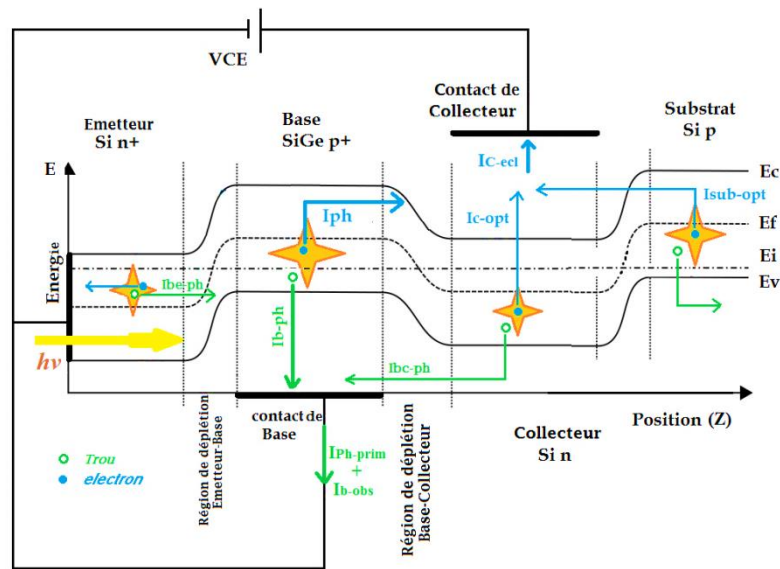 VCE
Contact de
Collecteur
Emetteur
Si n+
Base
SiGe p+
Substrat
Si p
E
IC-ecl
Isub-opt
Ec
Iph
Ic-opt
Ef
Energie
Ibe-ph
Ei
Ev
Ib-ph
hν
Ibc-ph
contact de
Base
Position (Z)
Région de déplétion
Emetteur-Base
Région de dépletion
Base-Collecteur
Collecteur
Si n
Trou
electron
IPh-prim
+
Ib-obs